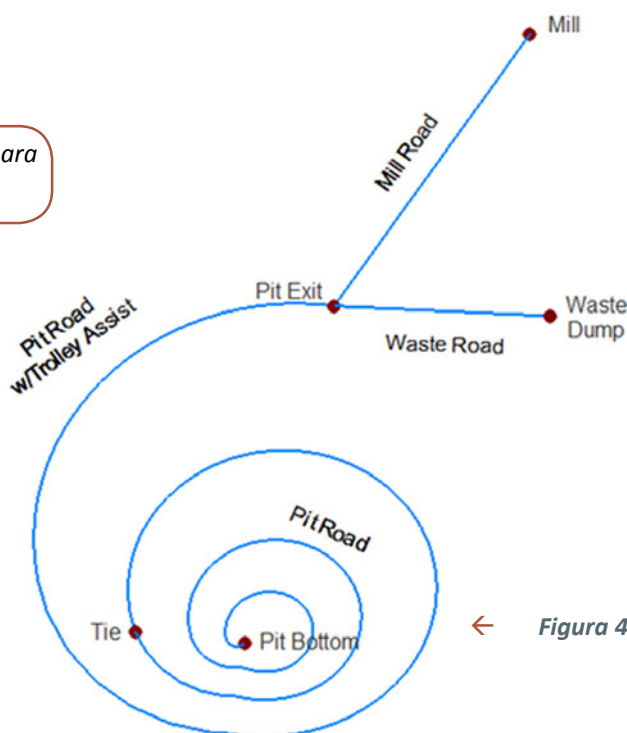 Mill
ara
Mill Road
Pit Exit
Waste
Dump
Pit Road
w/Trolley Assist
Waste Road
Pit Road
Tie
Pit Bottom
← Figura 4